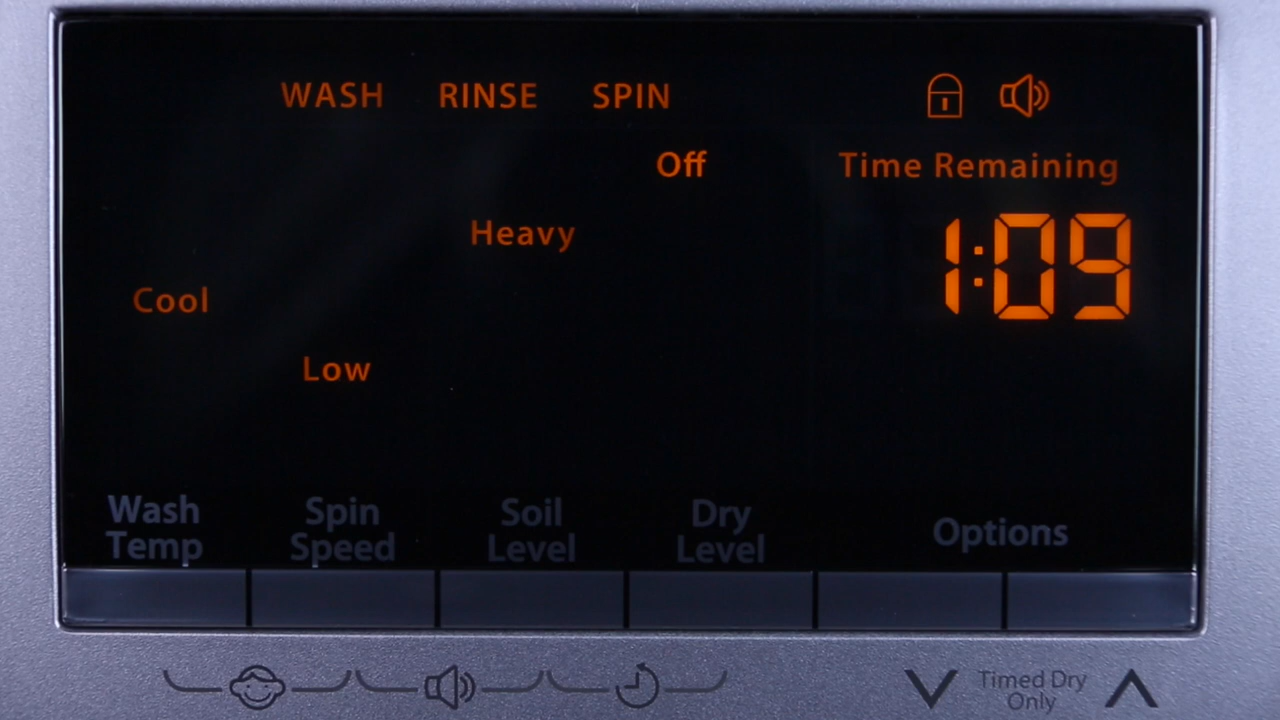 WASH RINSE SPIN
Off
Time Remaining
Heavy
1:09
Cool
Low
Wash Temp
Spin Speed
Soil Level
Dry Level
Options
Timed Dry
Only